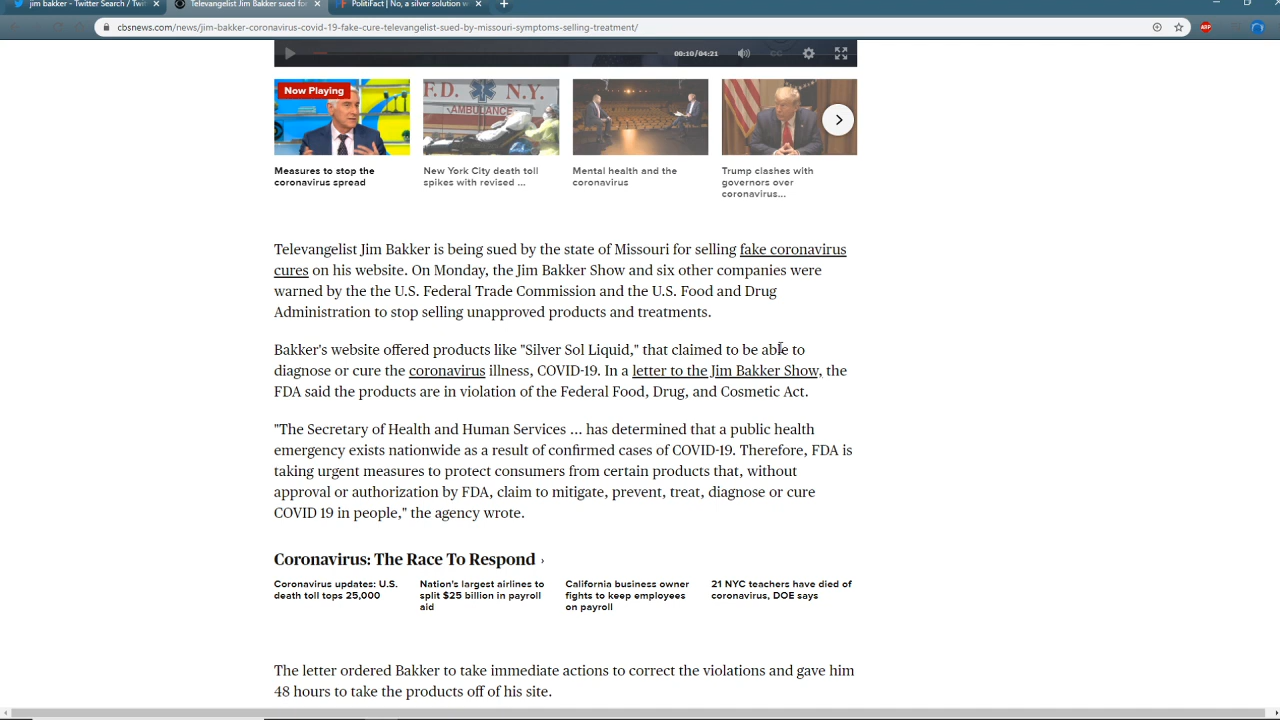 jim bakker - Twitter Search / Twi
Televangelist Jim Bakker sued fo
PolitiFact | No, a silver solution w
cbsnews.com/news/jim-bakker-coronavirus-covid-19-fake-cure-televangelist-sued-by-missouri-symptoms-selling-treatment/
ABP
00:10/04:21
CC
Now Playing
F.D. N.Y.
AMBULANCE
Measures to stop the
coronavirus spread
New York City death toll
spikes with revised ...
Mental health and the
coronavirus
Trump clashes with
governors over
coronavirus...
Televangelist Jim Bakker is being sued by the state of Missouri for selling fake coronavirus
cures on his website. On Monday, the Jim Bakker Show and six other companies were
warned by the the U.S. Federal Trade Commission and the U.S. Food and Drug
Administration to stop selling unapproved products and treatments.
Bakker's website offered products like "Silver Sol Liquid," that claimed to be able to
diagnose or cure the coronavirus illness, COVID-19. In a letter to the Jim Bakker Show, the
FDA said the products are in violation of the Federal Food, Drug, and Cosmetic Act.
"The Secretary of Health and Human Services ... has determined that a public health
emergency exists nationwide as a result of confirmed cases of COVID-19. Therefore, FDA is
taking urgent measures to protect consumers from certain products that, without
approval or authorization by FDA, claim to mitigate, prevent, treat, diagnose or cure
COVID 19 in people," the agency wrote.
Coronavirus: The Race To Respond ›
Coronavirus updates: U.S.
death toll tops 25,000
Nation's largest airlines to
split $25 billion in payroll
aid
California business owner
fights to keep employees
on payroll
21 NYC teachers have died of
coronavirus, DOE says
The letter ordered Bakker to take immediate actions to correct the violations and gave him
48 hours to take the products off of his site.